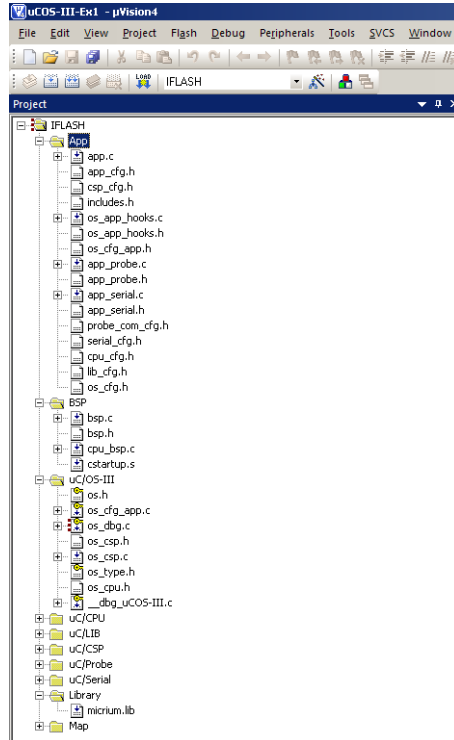 uCOS-III-Ex1 - µVision4
File Edit View Project Flash Debug Peripherals Tools SVCS Window
LOAD IFLASH
Project
IFLASH
App
app.c
app_cfg.h
csp_cfg.h
includes.h
os_app_hooks.c
os_app_hooks.h
os_cfg_app.h
app_probe.c
app_probe.h
app_serial.c
app_serial.h
probe_com_cfg.h
serial_cfg.h
cpu_cfg.h
lib_cfg.h
os_cfg.h
BSP
bsp.c
bsp.h
cpu_bsp.c
cstartup.s
uC/OS-III
os.h
os_cfg_app.c
os_dbg.c
os_csp.h
os_csp.c
os_type.h
os_cpu.h
__dbg_uCOS-III.c
uC/CPU
uC/LIB
uC/CSP
uC/Probe
uC/Serial
Library
micrium.lib
Map